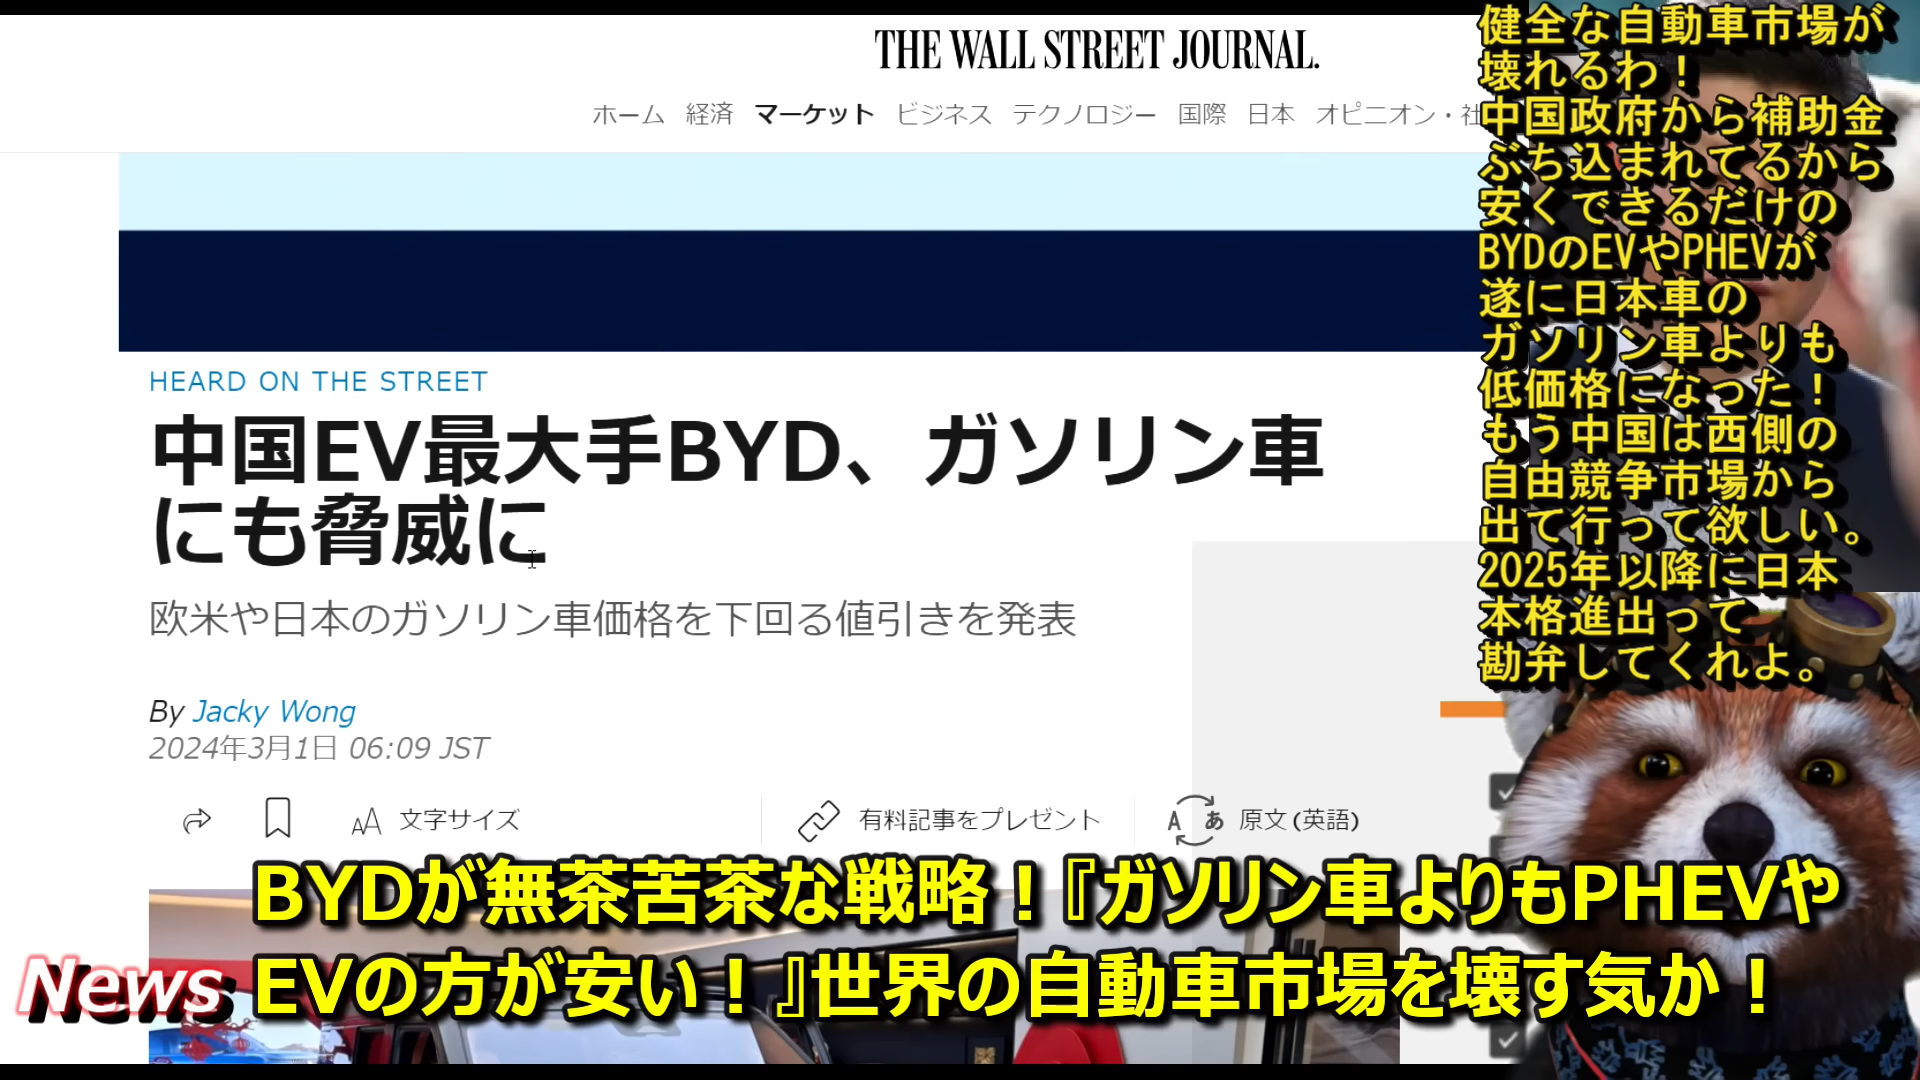 THE WALL STREET JOURNAL.
ホーム 経済 マーケット ビジネス テクノロジー 国際 日本 オピニオン・社
HEARD ON THE STREET
中国EV最大手BYD、ガソリン車
にも脅威に
欧米や日本のガソリン車価格を下回る値引きを発表
By Jacky Wong
2024年3月1日 06:09 JST
文字サイズ
有料記事をプレゼント
原文(英語)
健全な自動車市場が
壊れるわ！
中国政府から補助金
ぶち込まれてるから
安くできるだけの
BYDのEVやPHEVが
遂に日本車の
ガソリン車よりも
低価格になった！
もう中国は西側の
自由競争市場から
出て行って欲しい。
2025年以降に日本
本格進出って
勘弁してくれよ。
BYDが無茶苦茶な戦略！『ガソリン車よりもPHEVや
EVの方が安い！』世界の自動車市場を壊す気か！
News